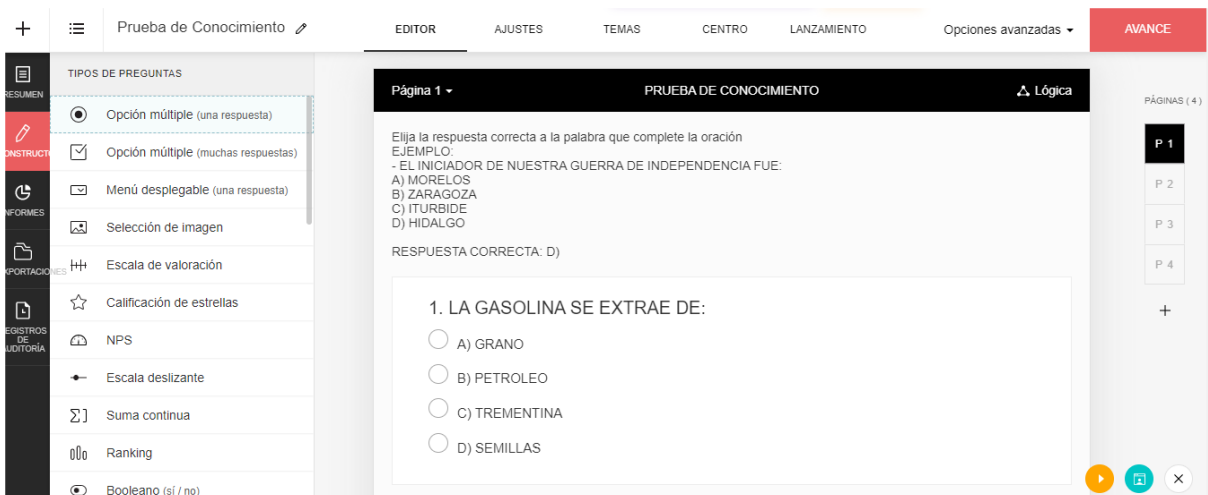 Prueba de Conocimiento
EDITOR
AJUSTES
TEMAS
CENTRO
LANZAMIENTO
Opciones avanzadas
AVANCE
RESUMEN
CONSTRUCTO
INFORMES
EXPORTACIONES
REGISTROS
DE
AUDITORÍA
TIPOS DE PREGUNTAS
Opción múltiple (una respuesta)
Opción múltiple (muchas respuestas)
Menú desplegable (una respuesta)
Selección de imagen
Escala de valoración
Calificación de estrellas
NPS
Escala deslizante
Suma continua
Ranking
Booleano (sí / no)
Página 1
PRUEBA DE CONOCIMIENTO
Lógica
Elija la respuesta correcta a la palabra que complete la oración
EJEMPLO:
- EL INICIADOR DE NUESTRA GUERRA DE INDEPENDENCIA FUE:
A) MORELOS
B) ZARAGOZA
C) ITURBIDE
D) HIDALGO
RESPUESTA CORRECTA: D)
1. LA GASOLINA SE EXTRAE DE:
A) GRANO
B) PETROLEO
C) TREMENTINA
D) SEMILLAS
PÁGINAS ( 4 )
P 1
P 2
P 3
P 4